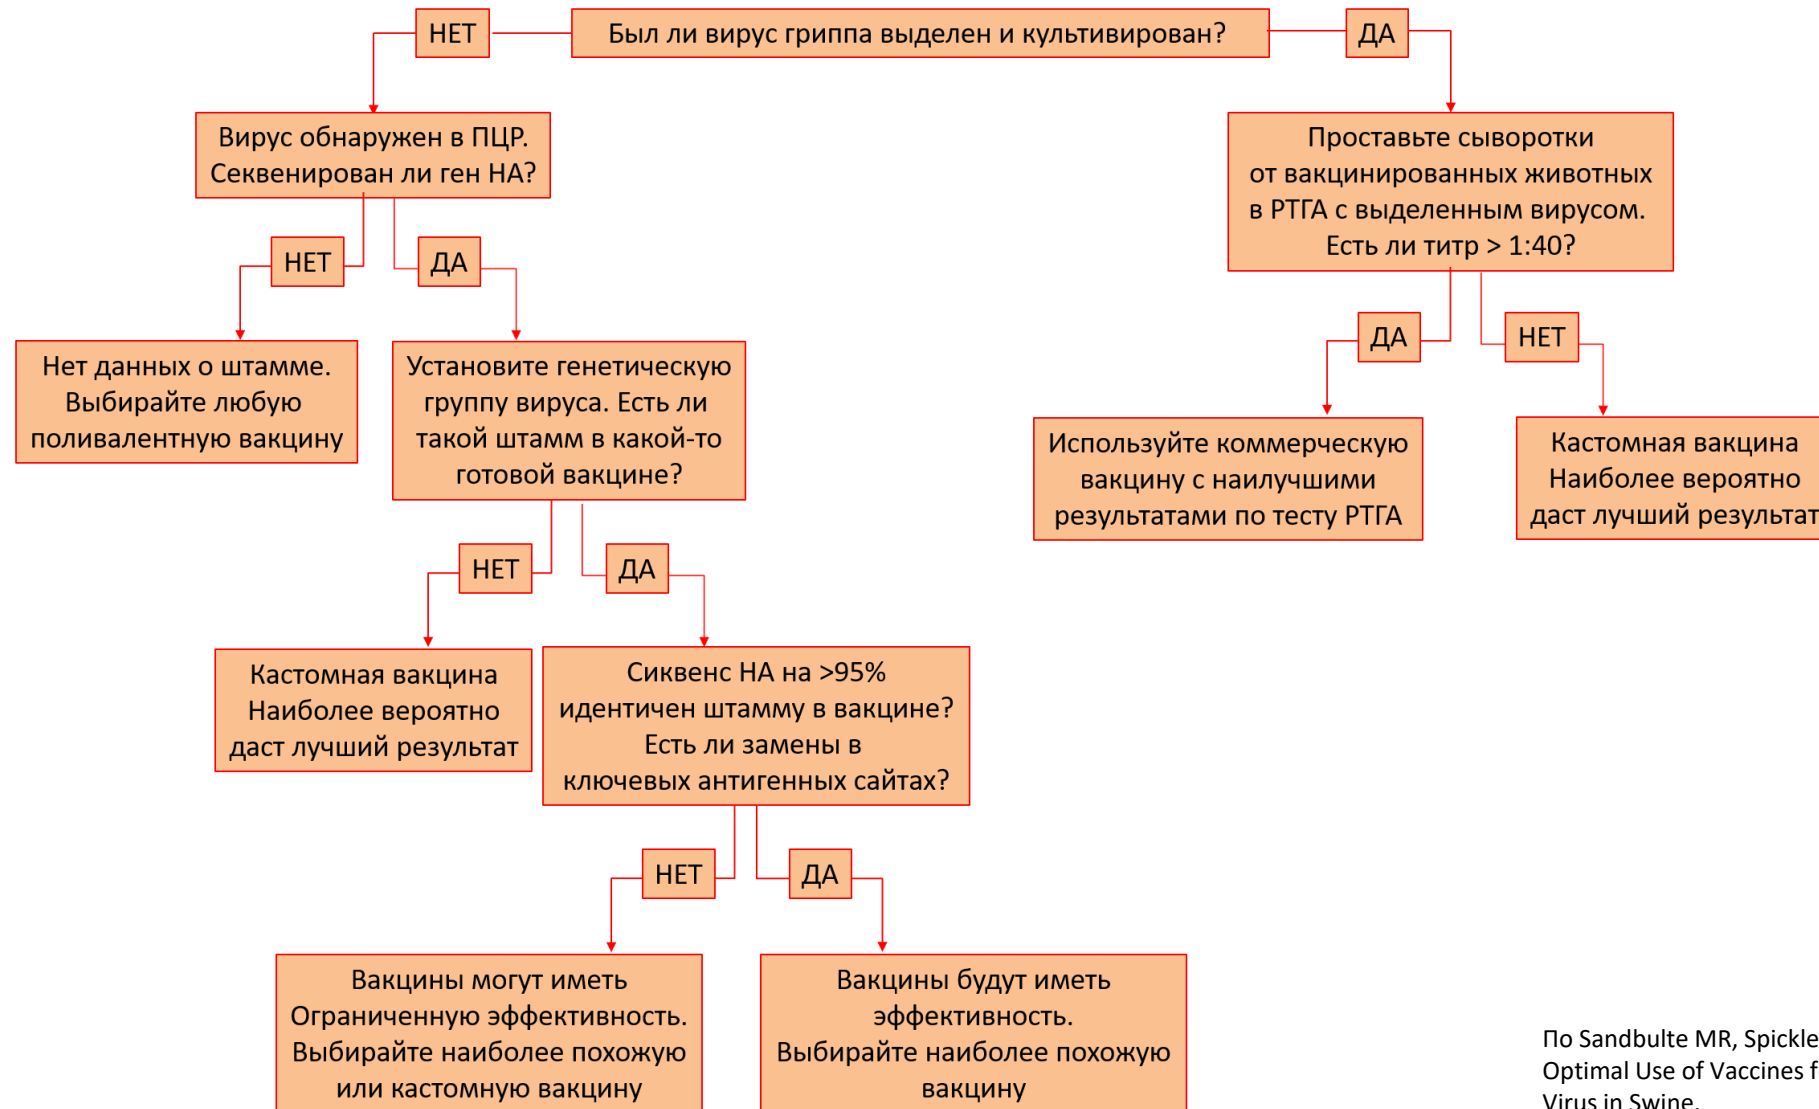 НЕТ
Был ли вирус гриппа выделен и культивирован?
ДА
Вирус обнаружен в ПЦР.
Секвенирован ли ген НА?
Проставьте сыворотки
от вакцинированных животных
в РТГА с выделенным вирусом.
Есть ли титр > 1:40?
НЕТ
ДА
ДА
НЕТ
Нет данных о штамме.
Выбирайте любую
поливалентную вакцину
Установите генетическую
группу вируса. Есть ли
такой штамм в какой-то
готовой вакцине?
Используйте коммерческую
вакцину с наилучшими
результатами по тесту РТГА
Кастомная вакцина
Наиболее вероятно
даст лучший результат
НЕТ
ДА
Кастомная вакцина
Наиболее вероятно
даст лучший результат
Сиквенс НА на >95%
идентичен штамму в вакцине?
Есть ли замены в
ключевых антигенных сайтах?
НЕТ
ДА
Вакцины могут иметь
Ограниченную эффективность.
Выбирайте наиболее похожую
или кастомную вакцину
Вакцины будут иметь
эффективность.
Выбирайте наиболее похожую
вакцину
По Sandbulte MR, Spickle
Optimal Use of Vaccines f
Virus in Swine.